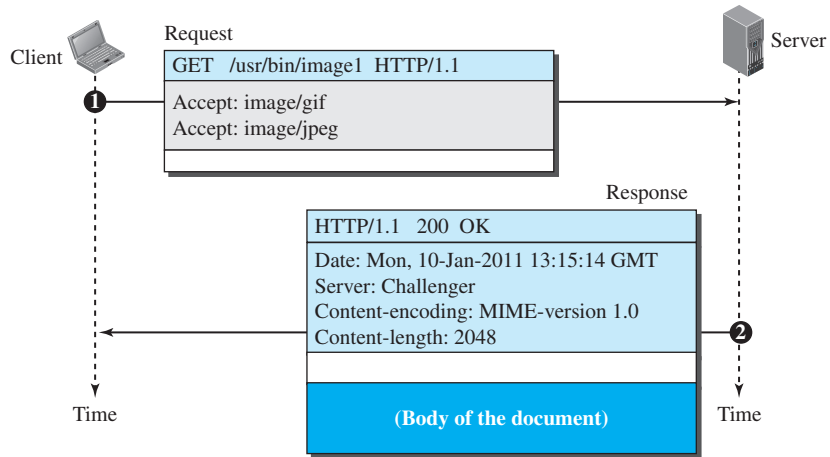 Client
Request
Server
GET /usr/bin/image1 HTTP/1.1
1
Accept: image/gif
Accept: image/jpeg
Response
HTTP/1.1 200 OK
Date: Mon, 10-Jan-2011 13:15:14 GMT
Server: Challenger
Content-encoding: MIME-version 1.0
Content-length: 2048
2
Time
(Body of the document)
Time